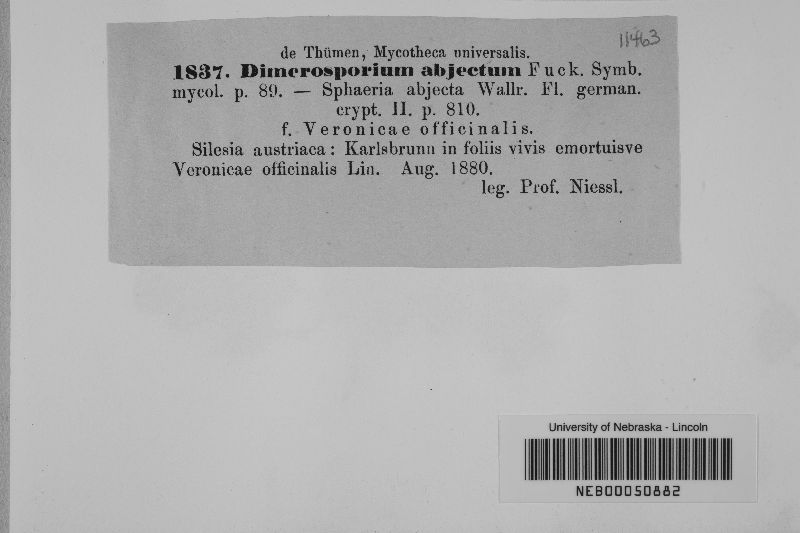 11463
de Thümen, Mycotheca universalis.
1837. Dimerosporium abjectum Fuck. Symb.
mycol. p. 89. — Sphaeria abjecta Wallr. Fl. german.
crypt. II. p. 810.
f. Veronicae officinalis.
Silesia austriaca: Karlsbrunn in foliis vivis emortuisve
Veronicae officinalis Lin. Aug. 1880.
leg. Prof. Niessl.
University of Nebraska - Lincoln
NEB00050882